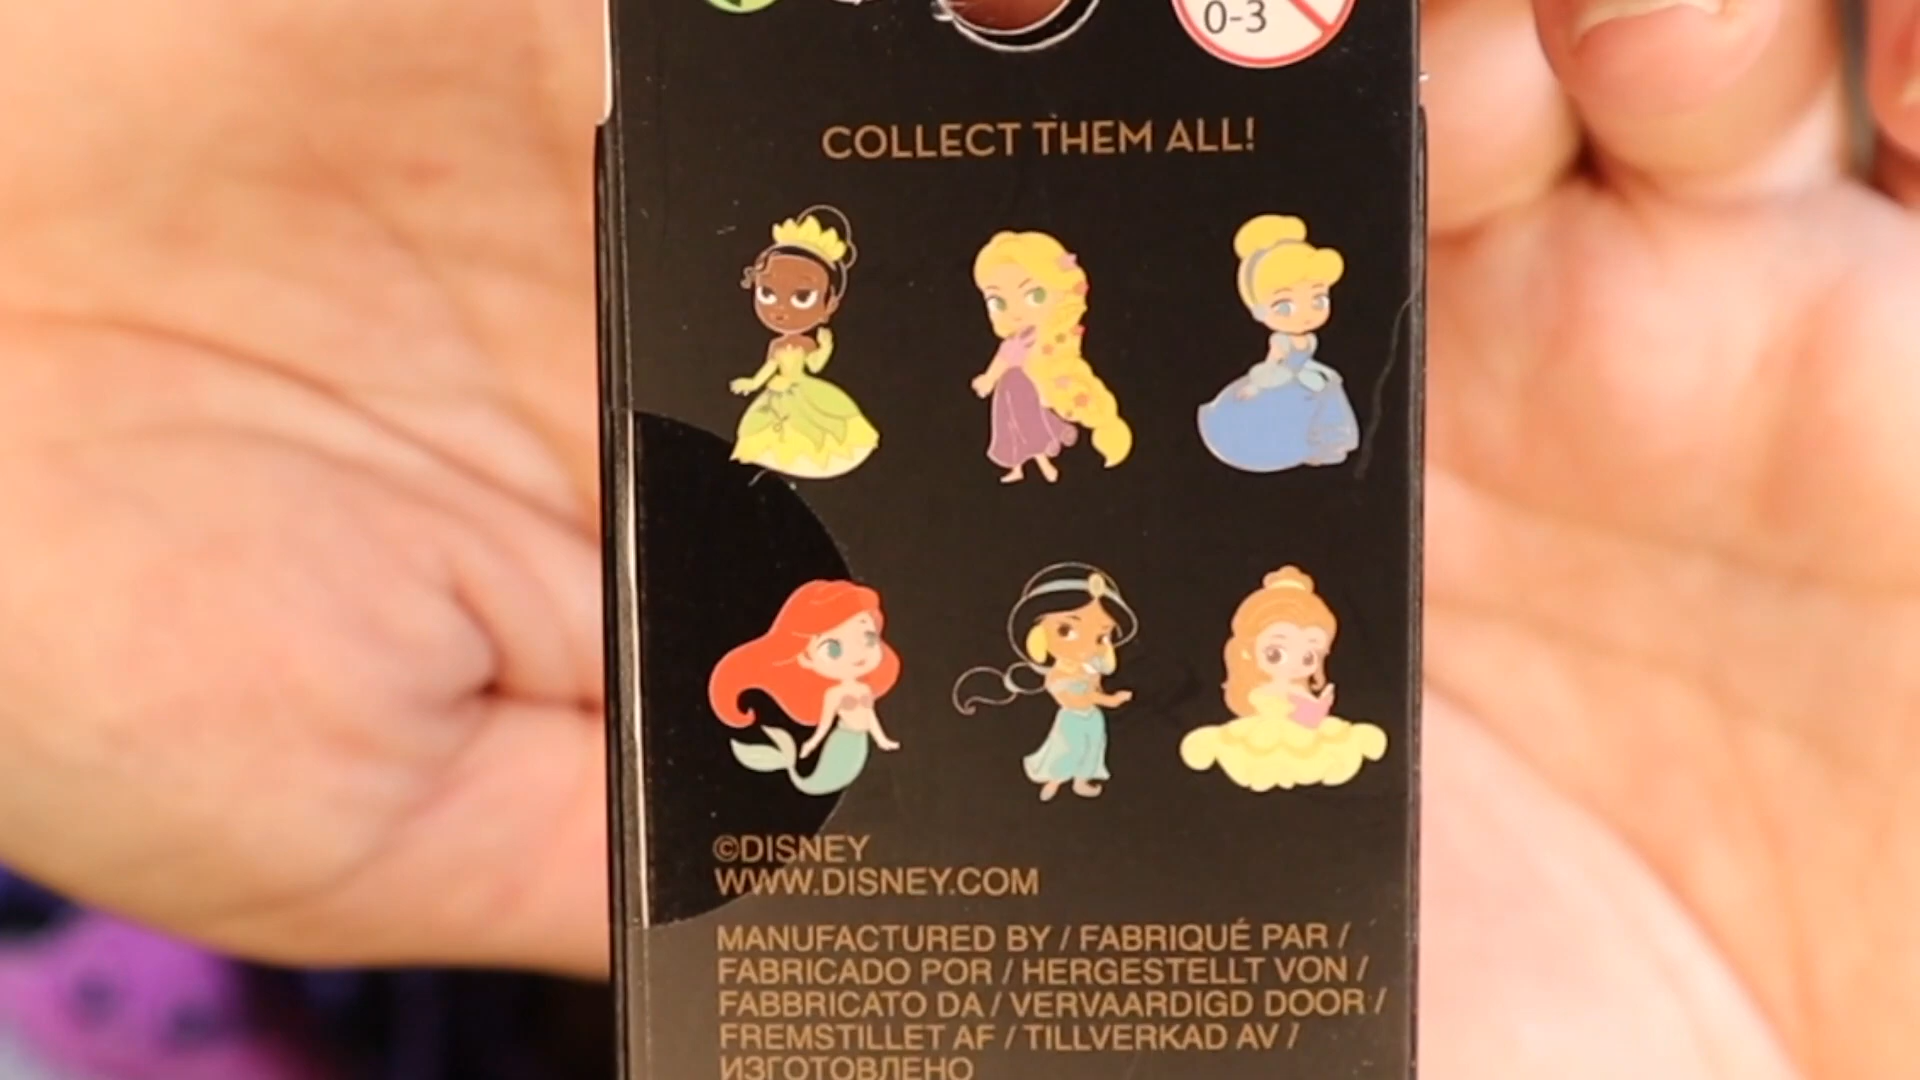 0-3
COLLECT THEM ALL!
©DISNEY
WWW.DISNEY.COM
MANUFACTURED BY / FABRIQUÉ PAR /
FABRICADO POR / HERGESTELLT VON /
FABBRICATO DA / VERVAARDIGD DOOR /
FREMSTILLET AF / TILLVERKAD AV /
ИЗГОТОВЛЕНО